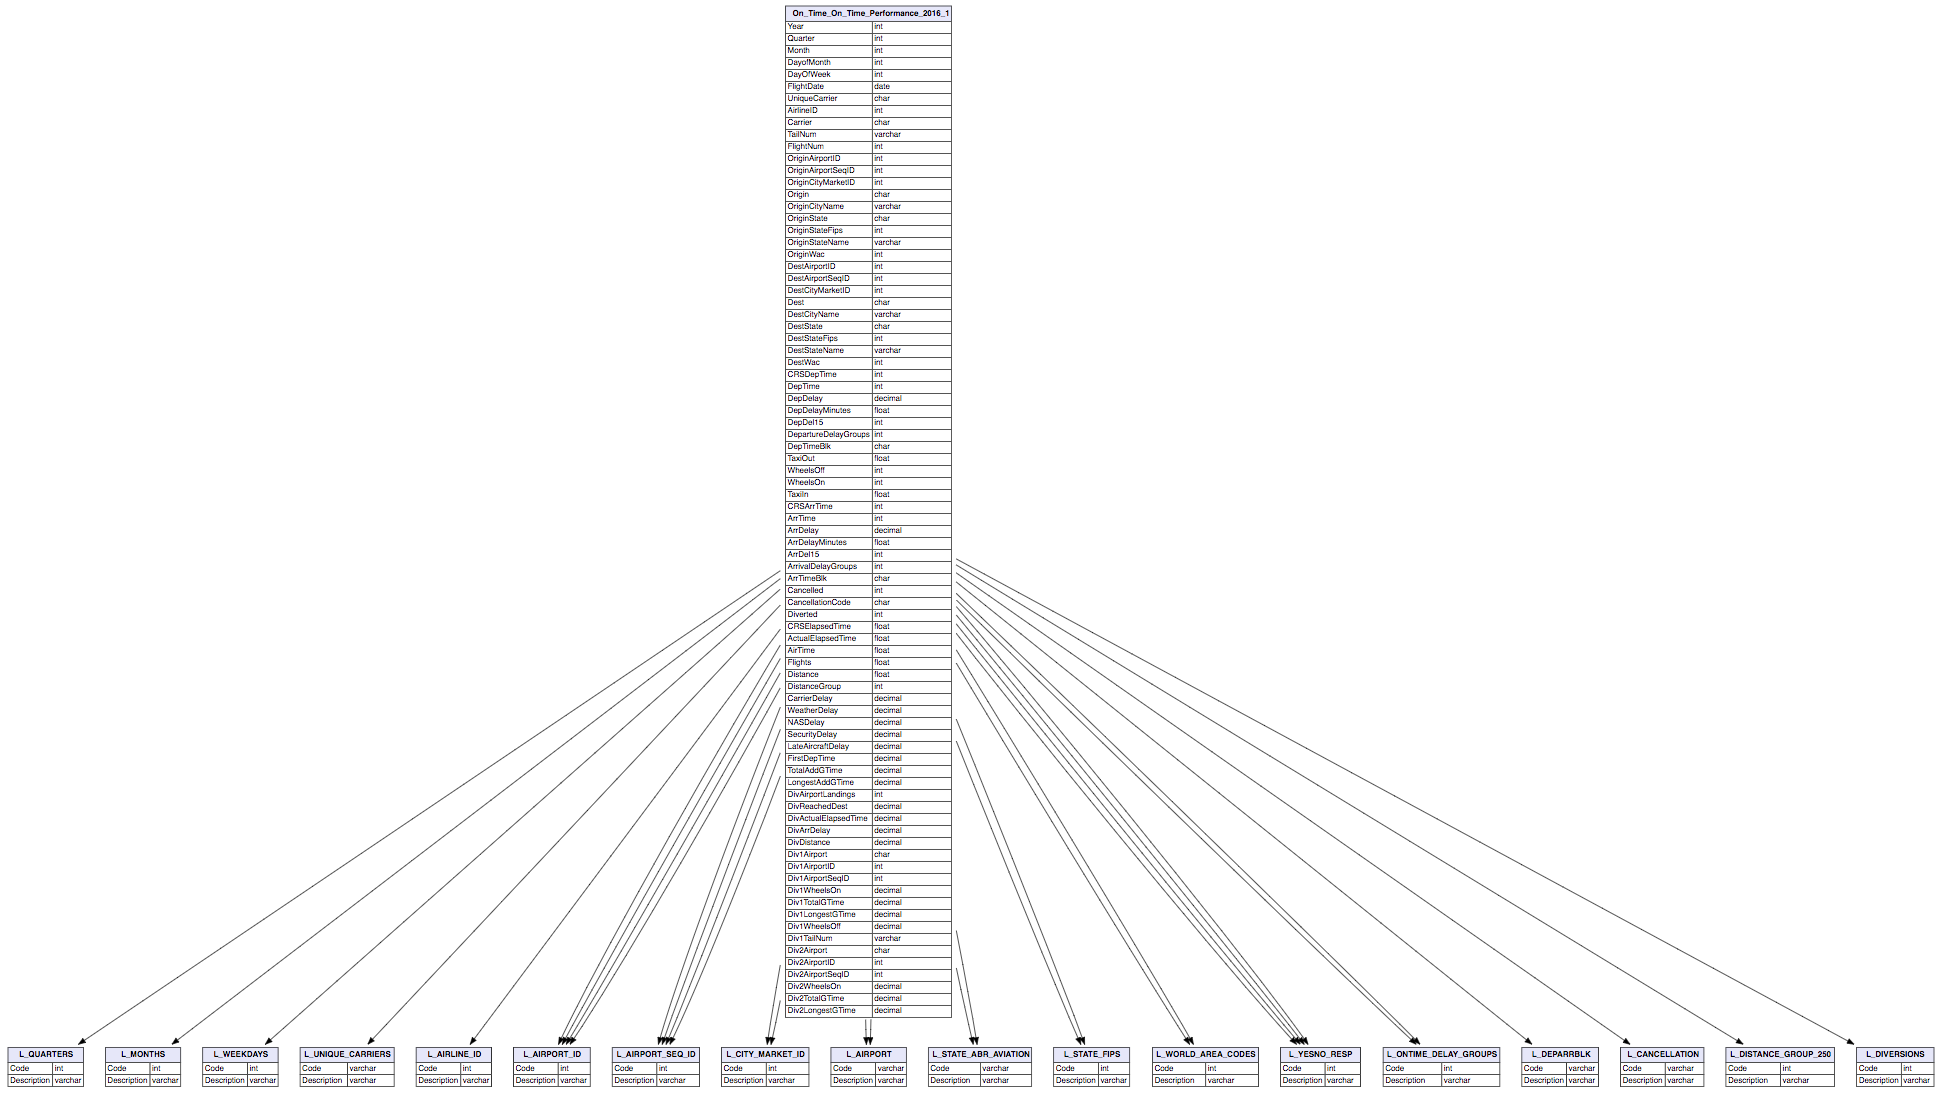 On_Time_On_Time_Performance_2016_1
Year int
Quarter int
Month int
DayofMonth int
DayOfWeek int
FlightDate date
UniqueCarrier char
AirlineID int
Carrier char
TailNum varchar
FlightNum int
OriginAirportID int
OriginAirportSeqID int
OriginCityMarketID int
Origin char
OriginCityName varchar
OriginState char
OriginStateFips int
OriginStateName varchar
OriginWac int
DestAirportID int
DestAirportSeqID int
DestCityMarketID int
Dest char
DestCityName varchar
DestState char
DestStateFips int
DestStateName varchar
DestWac int
CRSDepTime int
DepTime int
DepDelay decimal
DepDelayMinutes float
DepDel15 int
DepartureDelayGroups int
DepTimeBlk char
TaxiOut float
WheelsOff int
WheelsOn int
TaxiIn float
CRSArrTime int
ArrTime int
ArrDelay decimal
ArrDelayMinutes float
ArrDel15 int
ArrivalDelayGroups int
ArrTimeBlk char
Cancelled int
CancellationCode char
Diverted int
CRSElapsedTime float
ActualElapsedTime float
AirTime float
Flights float
Distance float
DistanceGroup int
CarrierDelay decimal
WeatherDelay decimal
NASDelay decimal
SecurityDelay decimal
LateAircraftDelay decimal
FirstDepTime decimal
TotalAddGTime decimal
LongestAddGTime decimal
DivAirportLandings int
DivReachedDest decimal
DivActualElapsedTime decimal
DivArrDelay decimal
DivDistance decimal
Div1Airport char
Div1AirportID int
Div1AirportSeqID int
Div1WheelsOn decimal
Div1TotalGTime decimal
Div1LongestGTime decimal
Div1WheelsOff decimal
Div1TailNum varchar
Div2Airport char
Div2AirportID int
Div2AirportSeqID int
Div2WheelsOn decimal
Div2TotalGTime decimal
Div2LongestGTime decimal
L_QUARTERS L_MONTHS L_WEEKDAYS L_UNIQUE_CARRIERS L_AIRLINE_ID L_AIRPORT_ID L_AIRPORT_SEQ_ID L_CITY_MARKET_ID L_AIRPORT L_STATE_ABR_AVIATION L_STATE_FIPS L_WORLD_AREA_CODES L_YESNO_RESP L_ONTIME_DELAY_GROUPS L_DEPARRBLK L_CANCELLATION L_DISTANCE_GROUP_250 L_DIVERSIONS
Code int Code int Code int Code varchar Code int Code int Code int Code int Code varchar Code varchar Code int Code int Code int Code int Code varchar Code varchar Code int Code int
Description varchar Description varchar Description varchar Description varchar Description varchar Description varchar Description varchar Description varchar Description varchar Description varchar Description varchar Description varchar Description varchar Description varchar Description varchar Description varchar Description varchar Description varchar